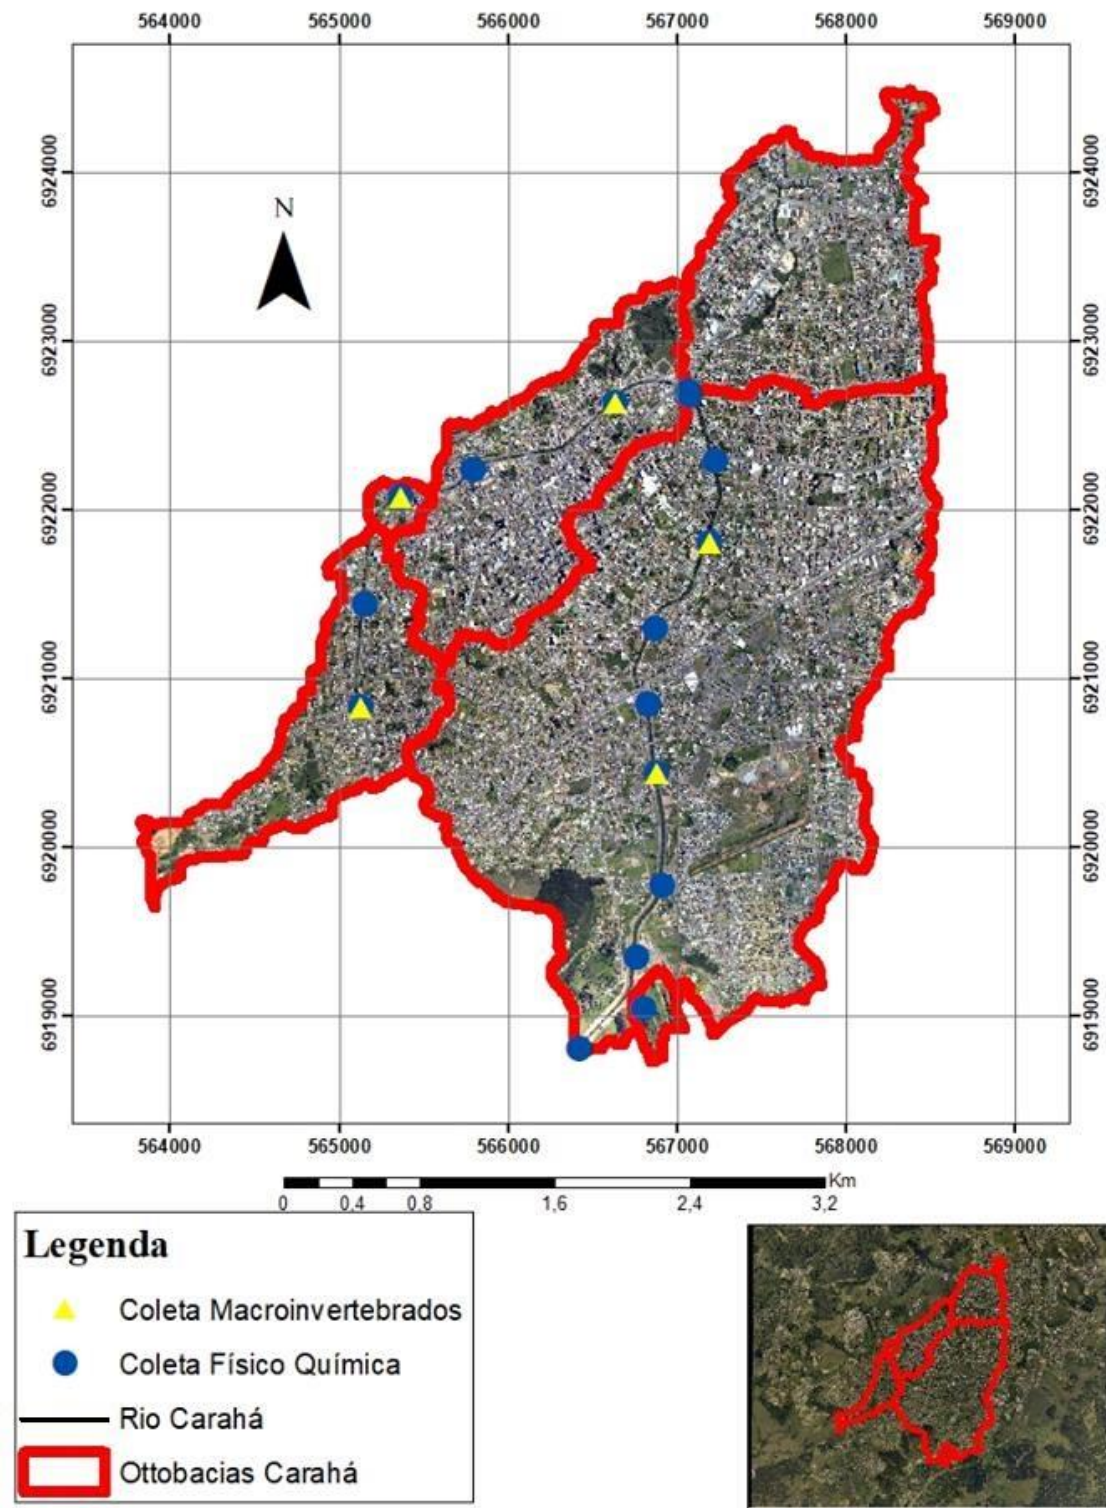 564000 565000 566000 567000 568000 569000
6924000 6924000
N
6923000 6923000
6922000 6922000
6921000 6921000
6920000 6920000
6919000 6919000
564000 565000 566000 567000 568000 569000
Km
0 0,4 0,8 1,6 2,4 3,2
Legenda
Coleta Macroinvertebrados
Coleta Físico Química
Rio Carahá
Ottobacias Carahá